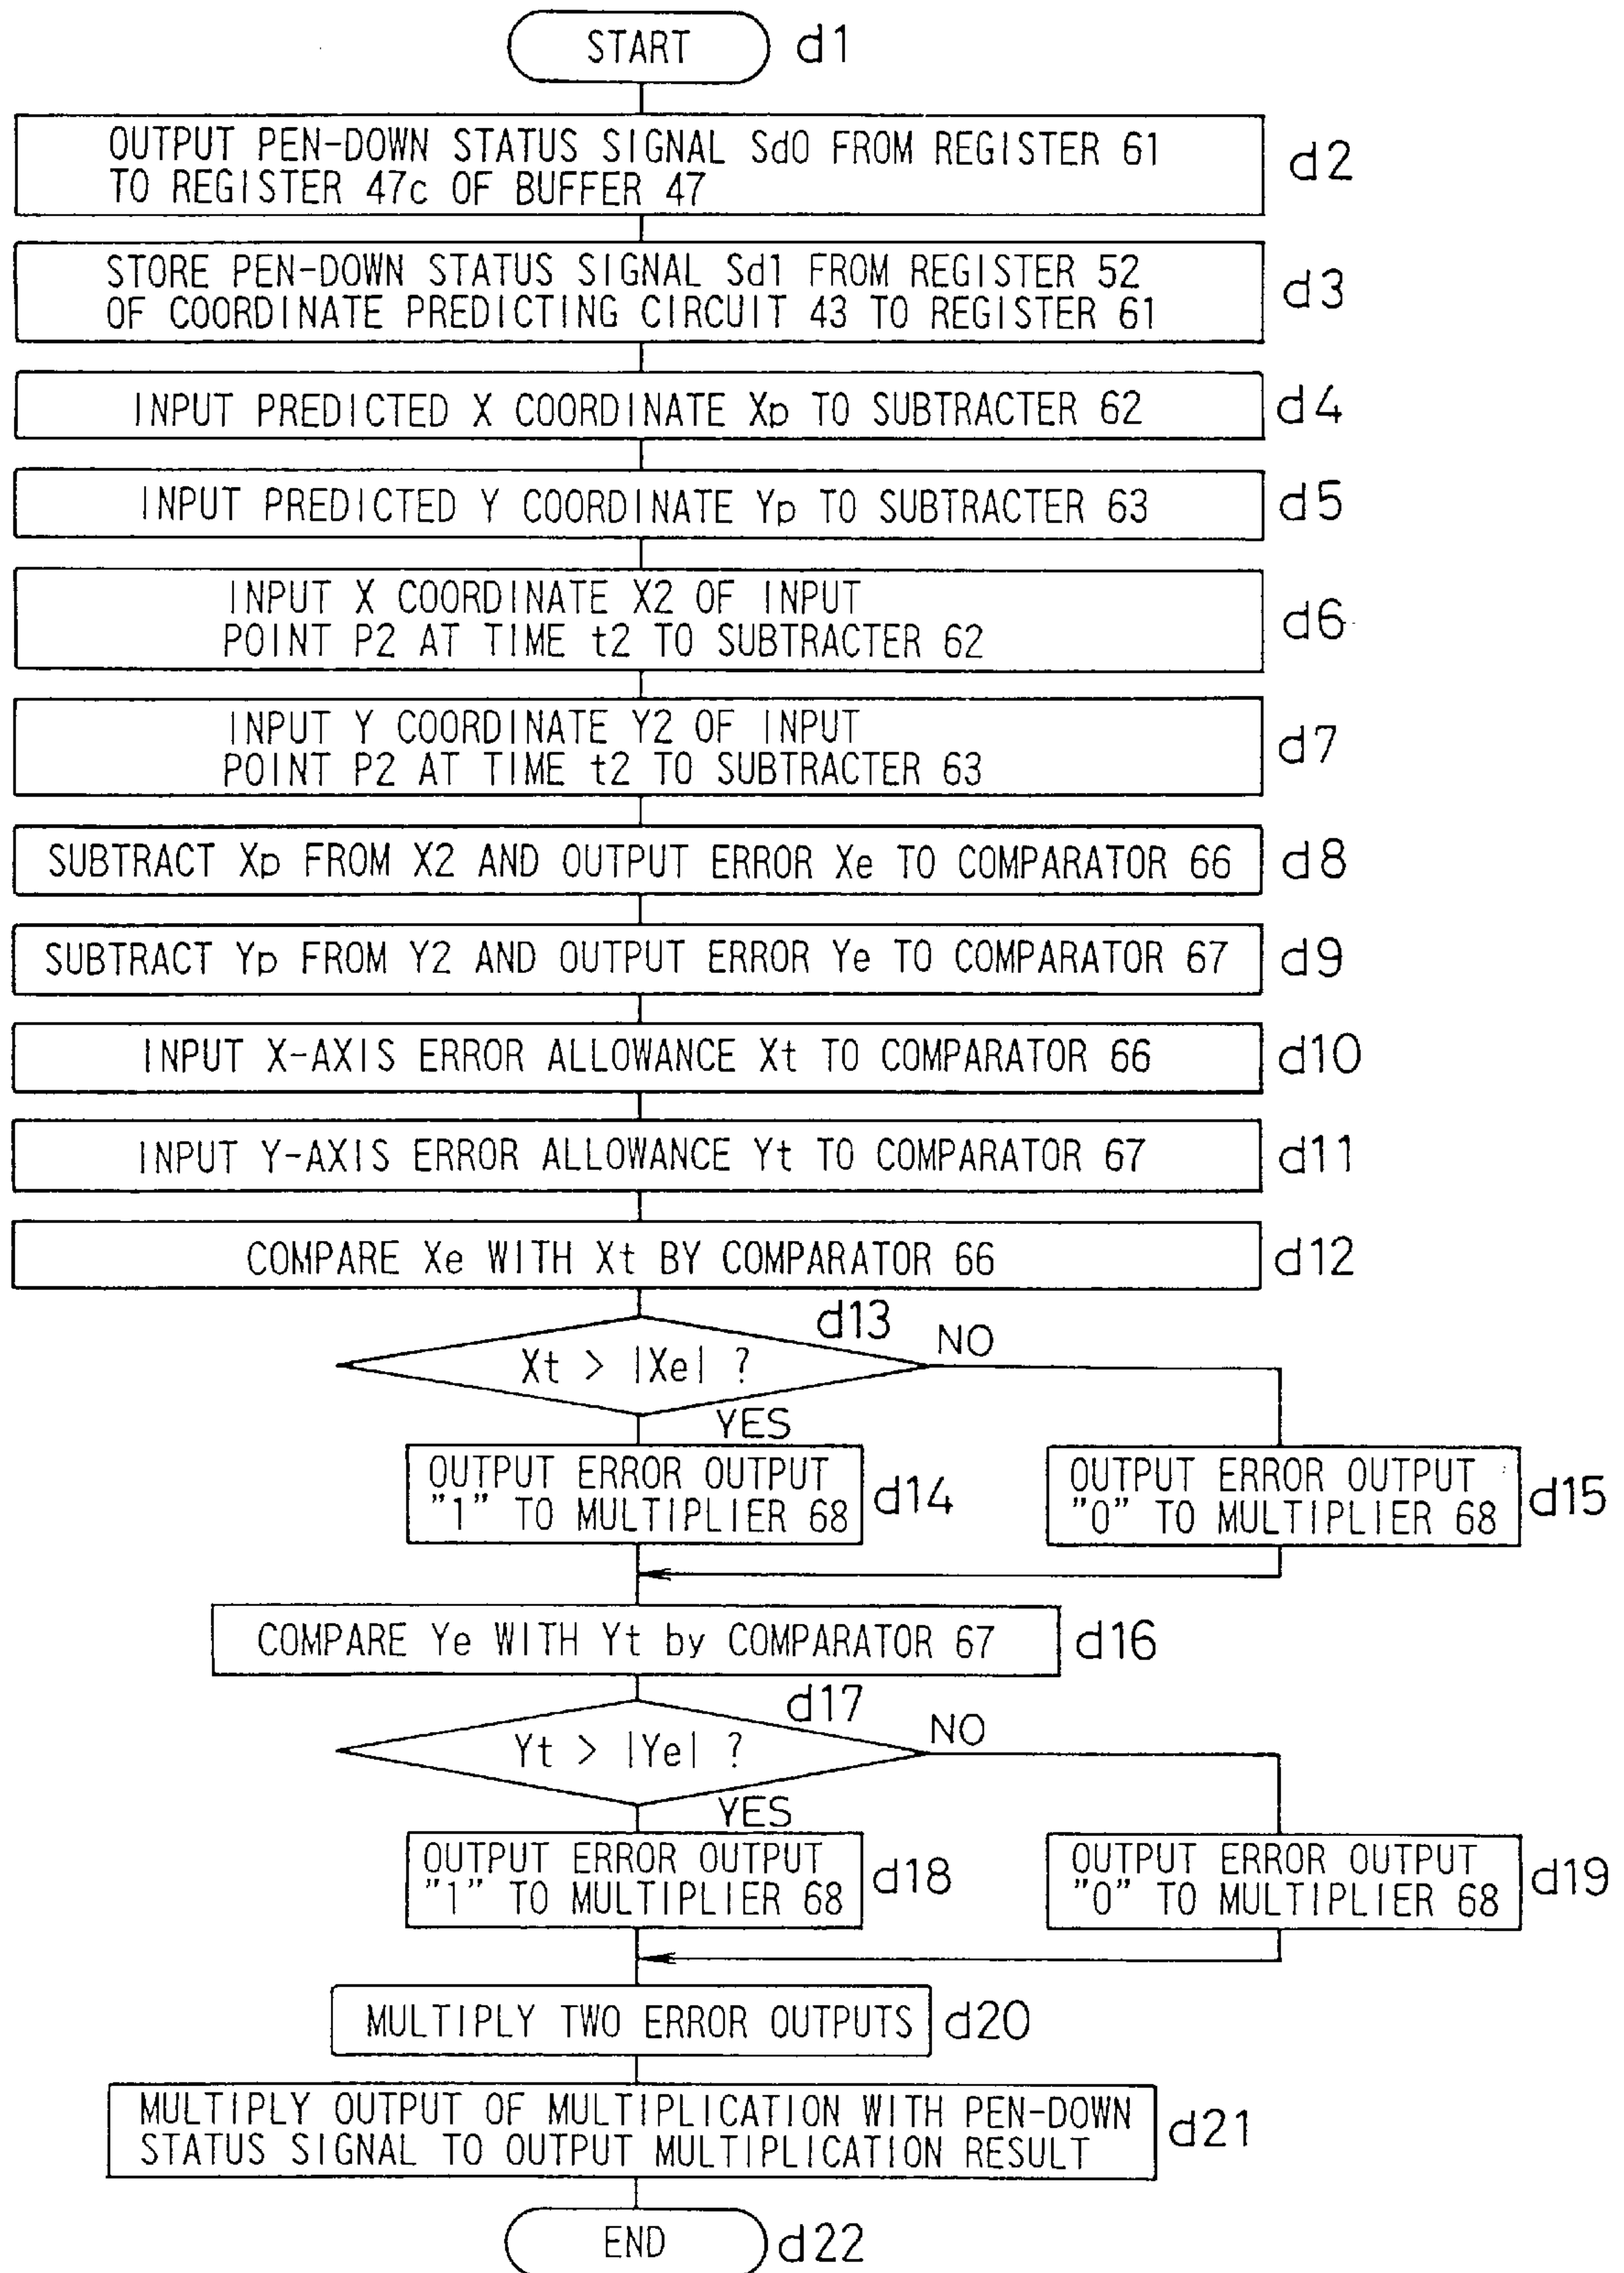 START d1
OUTPUT PEN-DOWN STATUS SIGNAL Sd0 FROM REGISTER 61
TO REGISTER 47c OF BUFFER 47
d2
STORE PEN-DOWN STATUS SIGNAL Sd1 FROM REGISTER 52
OF COORDINATE PREDICTING CIRCUIT 43 TO REGISTER 61
d3
INPUT PREDICTED X COORDINATE Xp TO SUBTRACTER 62 d4
INPUT PREDICTED Y COORDINATE Yp TO SUBTRACTER 63 d5
INPUT X COORDINATE X2 OF INPUT
POINT P2 AT TIME t2 TO SUBTRACTER 62
d6
INPUT Y COORDINATE Y2 OF INPUT
POINT P2 AT TIME t2 TO SUBTRACTER 63
d7
SUBTRACT Xp FROM X2 AND OUTPUT ERROR Xe TO COMPARATOR 66 d8
SUBTRACT Yp FROM Y2 AND OUTPUT ERROR Ye TO COMPARATOR 67 d9
INPUT X-AXIS ERROR ALLOWANCE Xt TO COMPARATOR 66 d10
INPUT Y-AXIS ERROR ALLOWANCE Yt TO COMPARATOR 67 d11
COMPARE Xe WITH Xt BY COMPARATOR 66 d12
d13
Xt > |Xe| ?
NO
YES
OUTPUT ERROR OUTPUT
"1" TO MULTIPLIER 68
d14
OUTPUT ERROR OUTPUT
"0" TO MULTIPLIER 68
d15
COMPARE Ye WITH Yt by COMPARATOR 67 d16
d17
Yt > |Ye| ?
NO
YES
OUTPUT ERROR OUTPUT
"1" TO MULTIPLIER 68
d18
OUTPUT ERROR OUTPUT
"0" TO MULTIPLIER 68
d19
MULTIPLY TWO ERROR OUTPUTS d20
MULTIPLY OUTPUT OF MULTIPLICATION WITH PEN-DOWN
STATUS SIGNAL TO OUTPUT MULTIPLICATION RESULT
d21
END d22